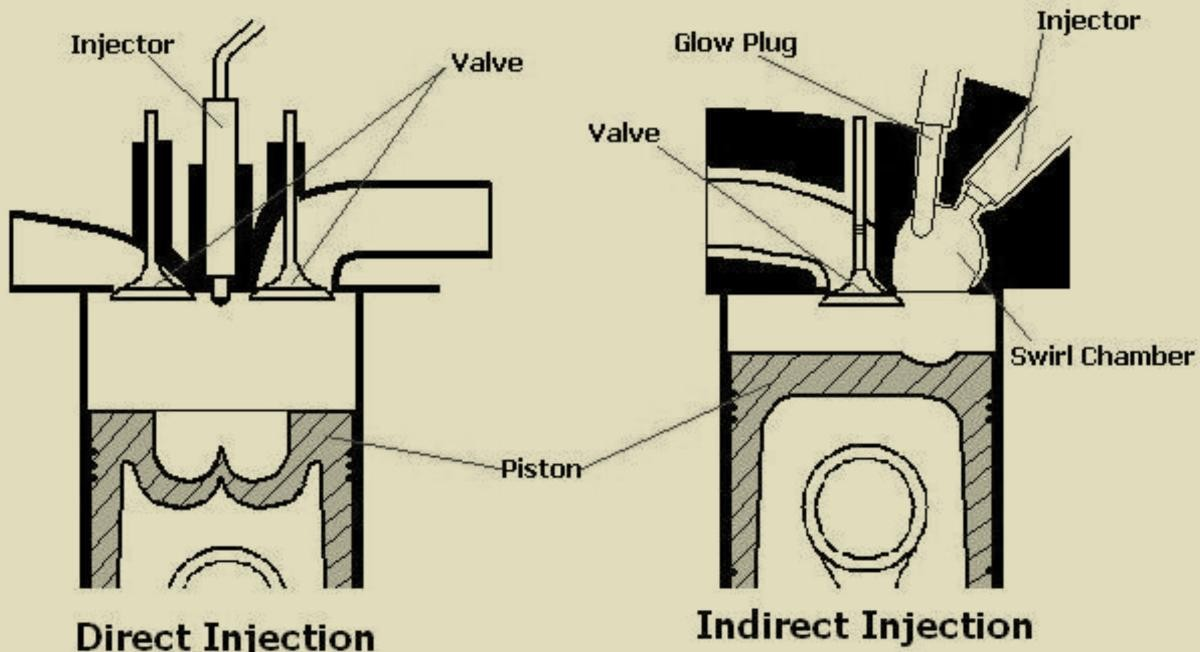 Injector
Valve
Glow Plug
Injector
Valve
Swirl Chamber
Piston
Direct Injection
Indirect Injection